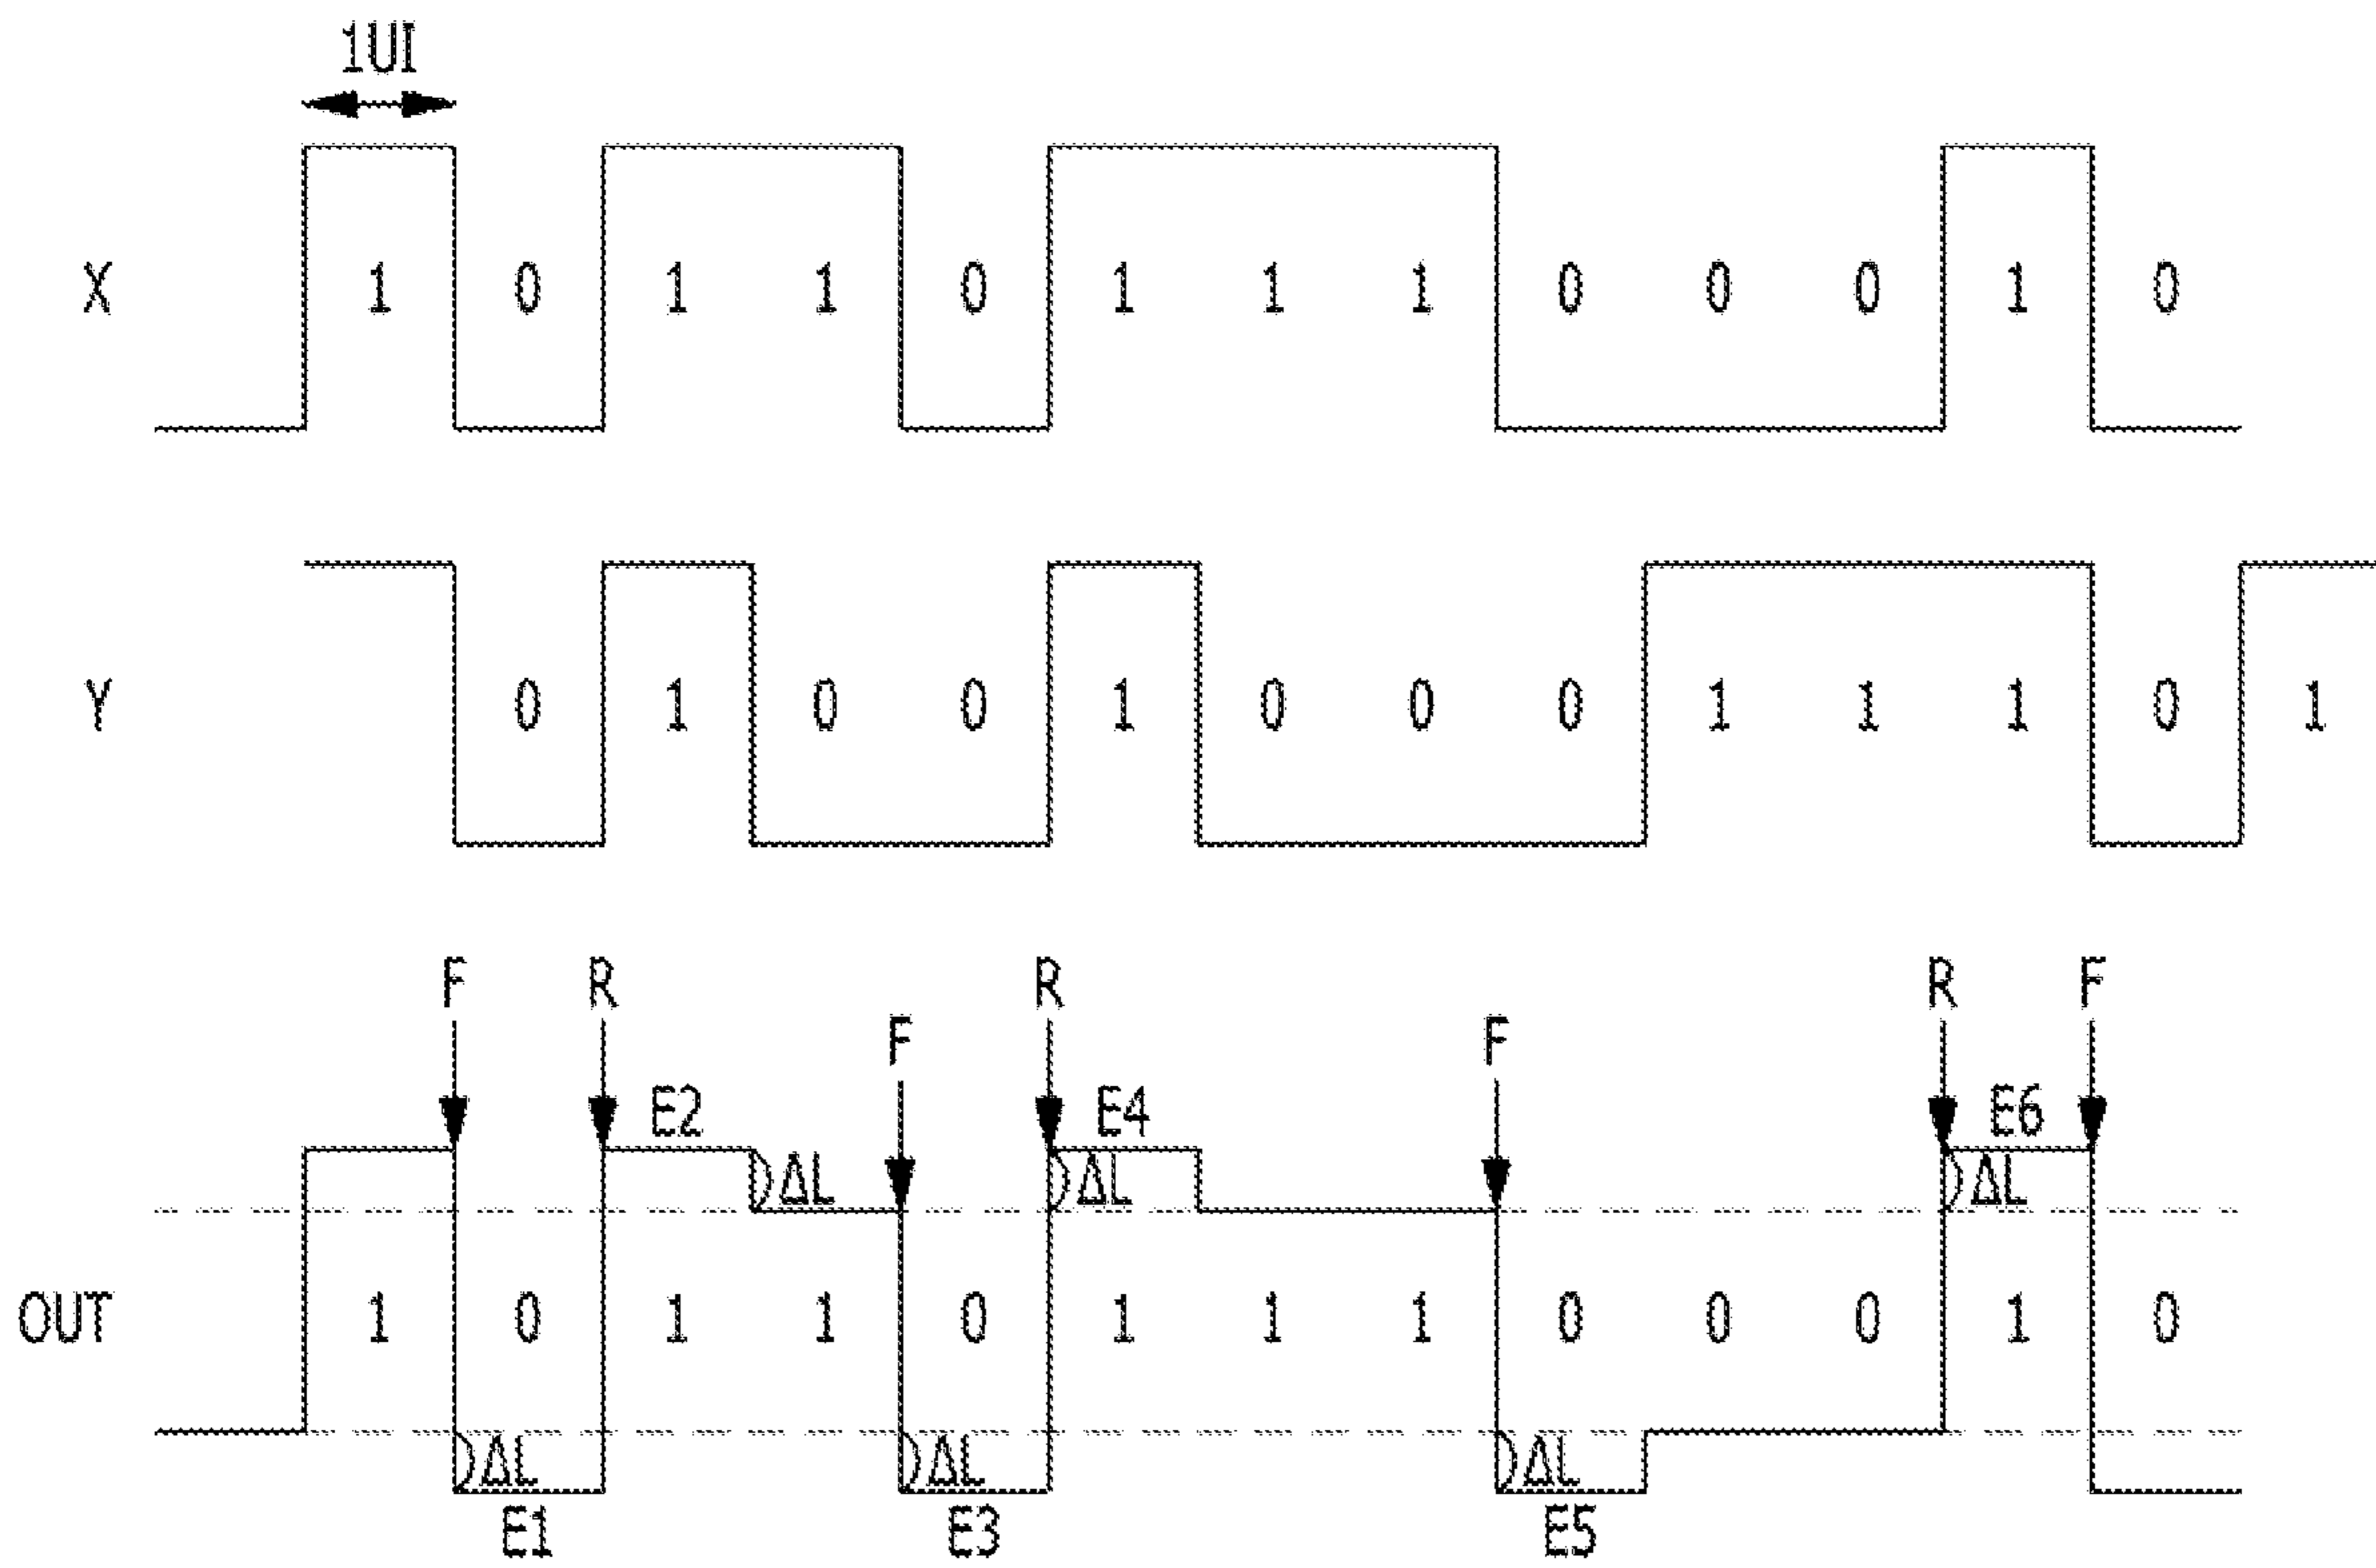 1UI
X 1 0 1 1 0 1 1 1 0 0 0 1 0
Y 0 1 0 0 1 0 0 0 1 1 1 0 1
F R R R F
F F
E2 E4 E6
ΔL ΔL ΔL
OUT 1 0 1 1 0 1 1 1 0 0 0 1 0
ΔL ΔL ΔL
E1 E3 E5